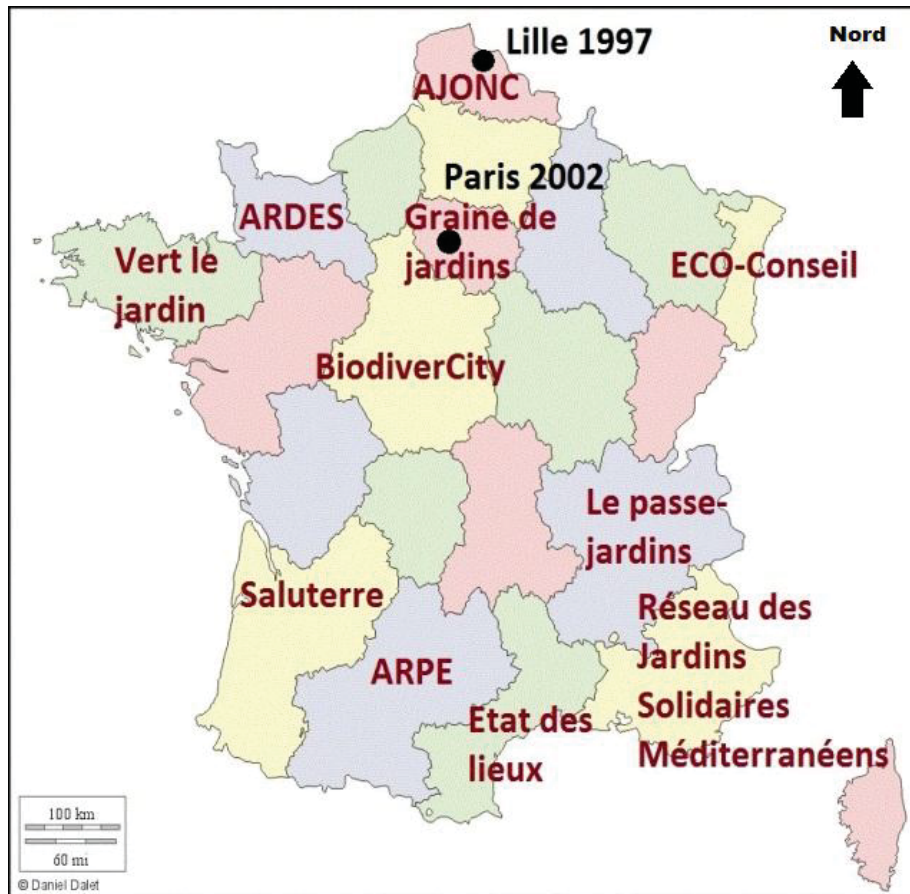 Lille 1997
Nord
AJONC
Paris 2002
ARDES
Graine de
jardins
Vert le
jardin
ECO-Conseil
BiodiverCity
Le passe-
jardins
Saluterre
Réseau des
Jardins
Solidaires
Méditerranéens
ARPE
Etat des
lieux
100 km
60 mi
© Daniel Dalet